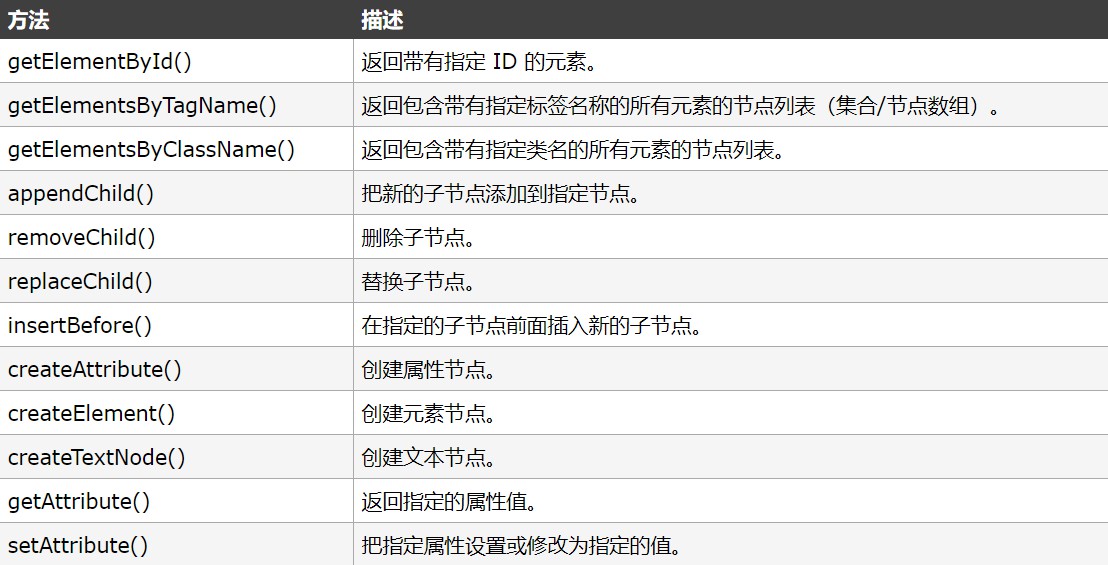 方法 描述
getElementById() 返回带有指定 ID 的元素。
getElementsByTagName() 返回包含带有指定标签名称的所有元素的节点列表（集合/节点数组）。
getElementsByClassName() 返回包含带有指定类名的所有元素的节点列表。
appendChild() 把新的子节点添加到指定节点。
removeChild() 删除子节点。
replaceChild() 替换子节点。
insertBefore() 在指定的子节点前面插入新的子节点。
createAttribute() 创建属性节点。
createElement() 创建元素节点。
createTextNode() 创建文本节点。
getAttribute() 返回指定的属性值。
setAttribute() 把指定属性设置或修改为指定的值。